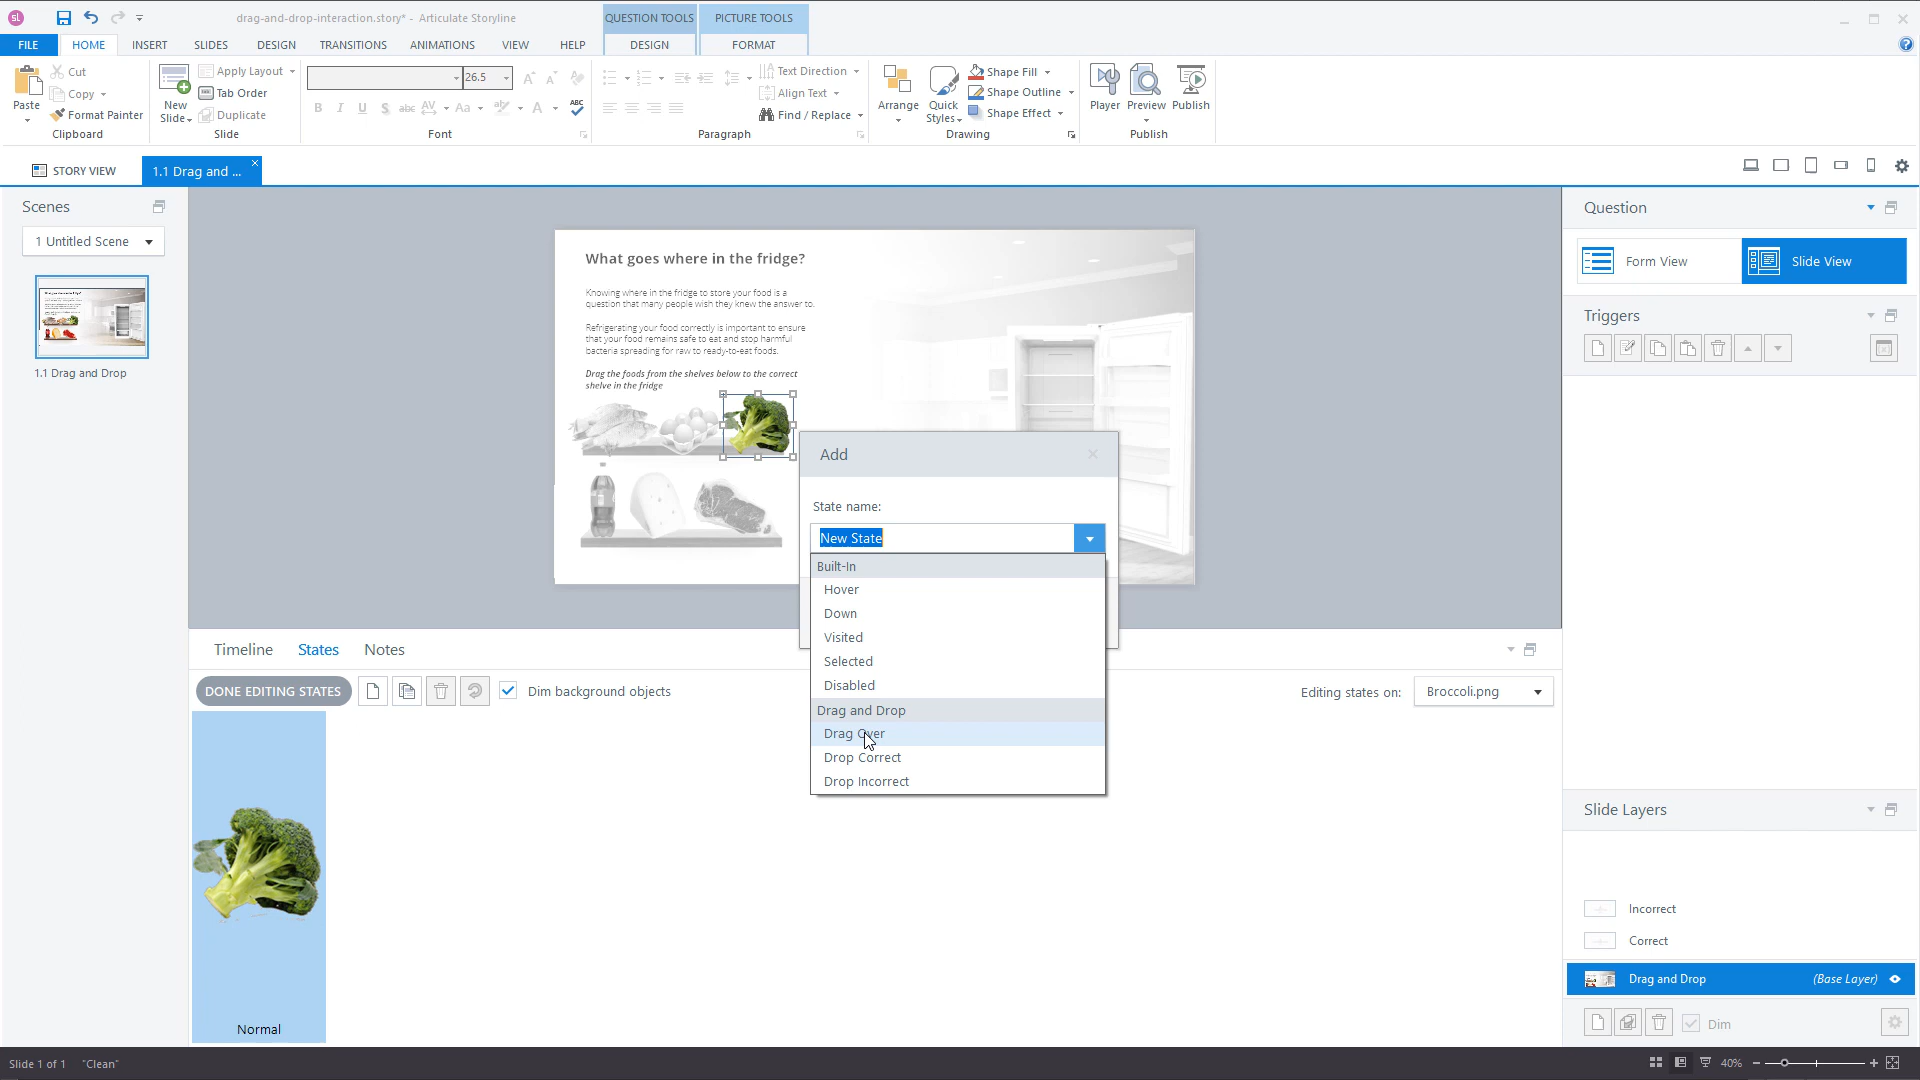 sl
drag-and-drop-interaction.story* - Articulate Storyline
QUESTION TOOLS
PICTURE TOOLS
FILE
HOME
INSERT
SLIDES
DESIGN
TRANSITIONS
ANIMATIONS
VIEW
HELP
DESIGN
FORMAT
Paste
Cut
Copy
Format Painter
Clipboard
New
Slide
Apply Layout
Tab Order
Duplicate
Slide
26.5
B
I
U
S
abc
AV
Aa
A
ABC
Font
Text Direction
Align Text
Find / Replace
Paragraph
Arrange
Quick
Styles
Shape Fill
Shape Outline
Shape Effect
Drawing
Player
Preview
Publish
Publish
STORY VIEW
1.1 Drag and ...
Scenes
1 Untitled Scene
1.1 Drag and Drop
What goes where in the fridge?
Knowing where in the fridge to store your food is a
question that many people wish they knew the answer to.
Refrigerating your food correctly is important to ensure
that your food remains safe to eat and stop harmful
bacteria spreading for raw to ready-to-eat foods.
Drag the foods from the shelves below to the correct
shelve in the fridge
Add
State name:
New State
Built-In
Hover
Down
Visited
Selected
Disabled
Drag and Drop
Drag Over
Drop Correct
Drop Incorrect
Timeline
States
Notes
DONE EDITING STATES
Dim background objects
Editing states on:
Broccoli.png
Normal
Question
Form View
Slide View
Triggers
Slide Layers
Incorrect
Correct
Drag and Drop
(Base Layer)
Dim
Slide 1 of 1
"Clean"
40%